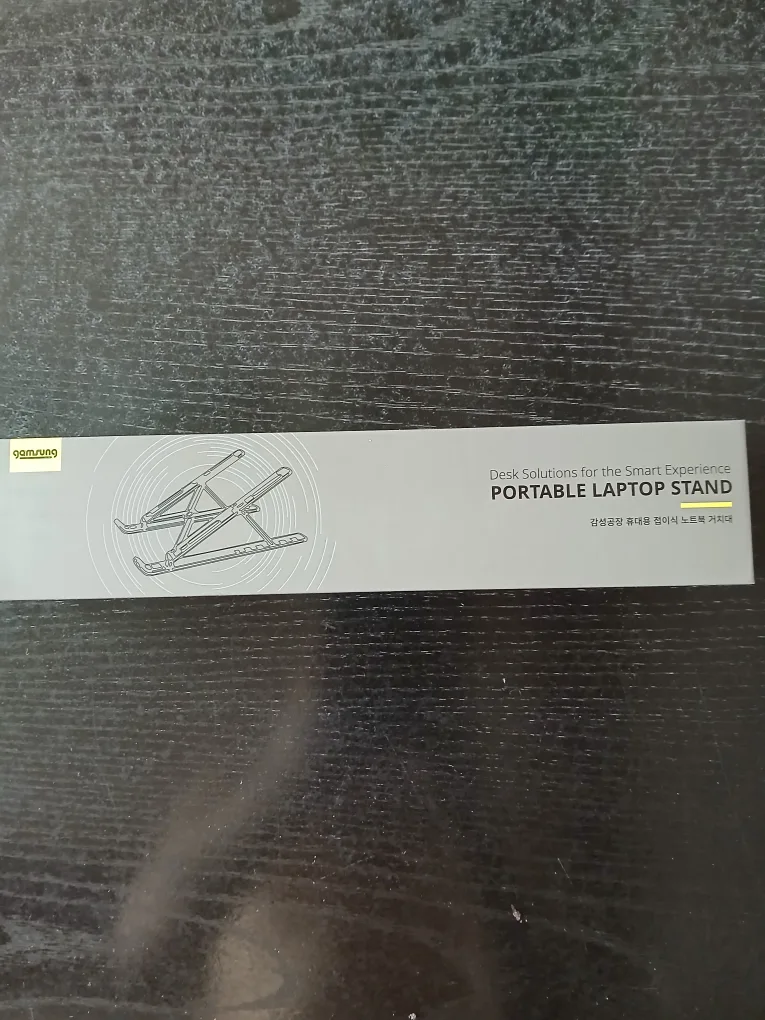 gamsung
Desk Solutions for the Smart Experience
PORTABLE LAPTOP STAND
감성공장 휴대용 접이식 노트북 거치대